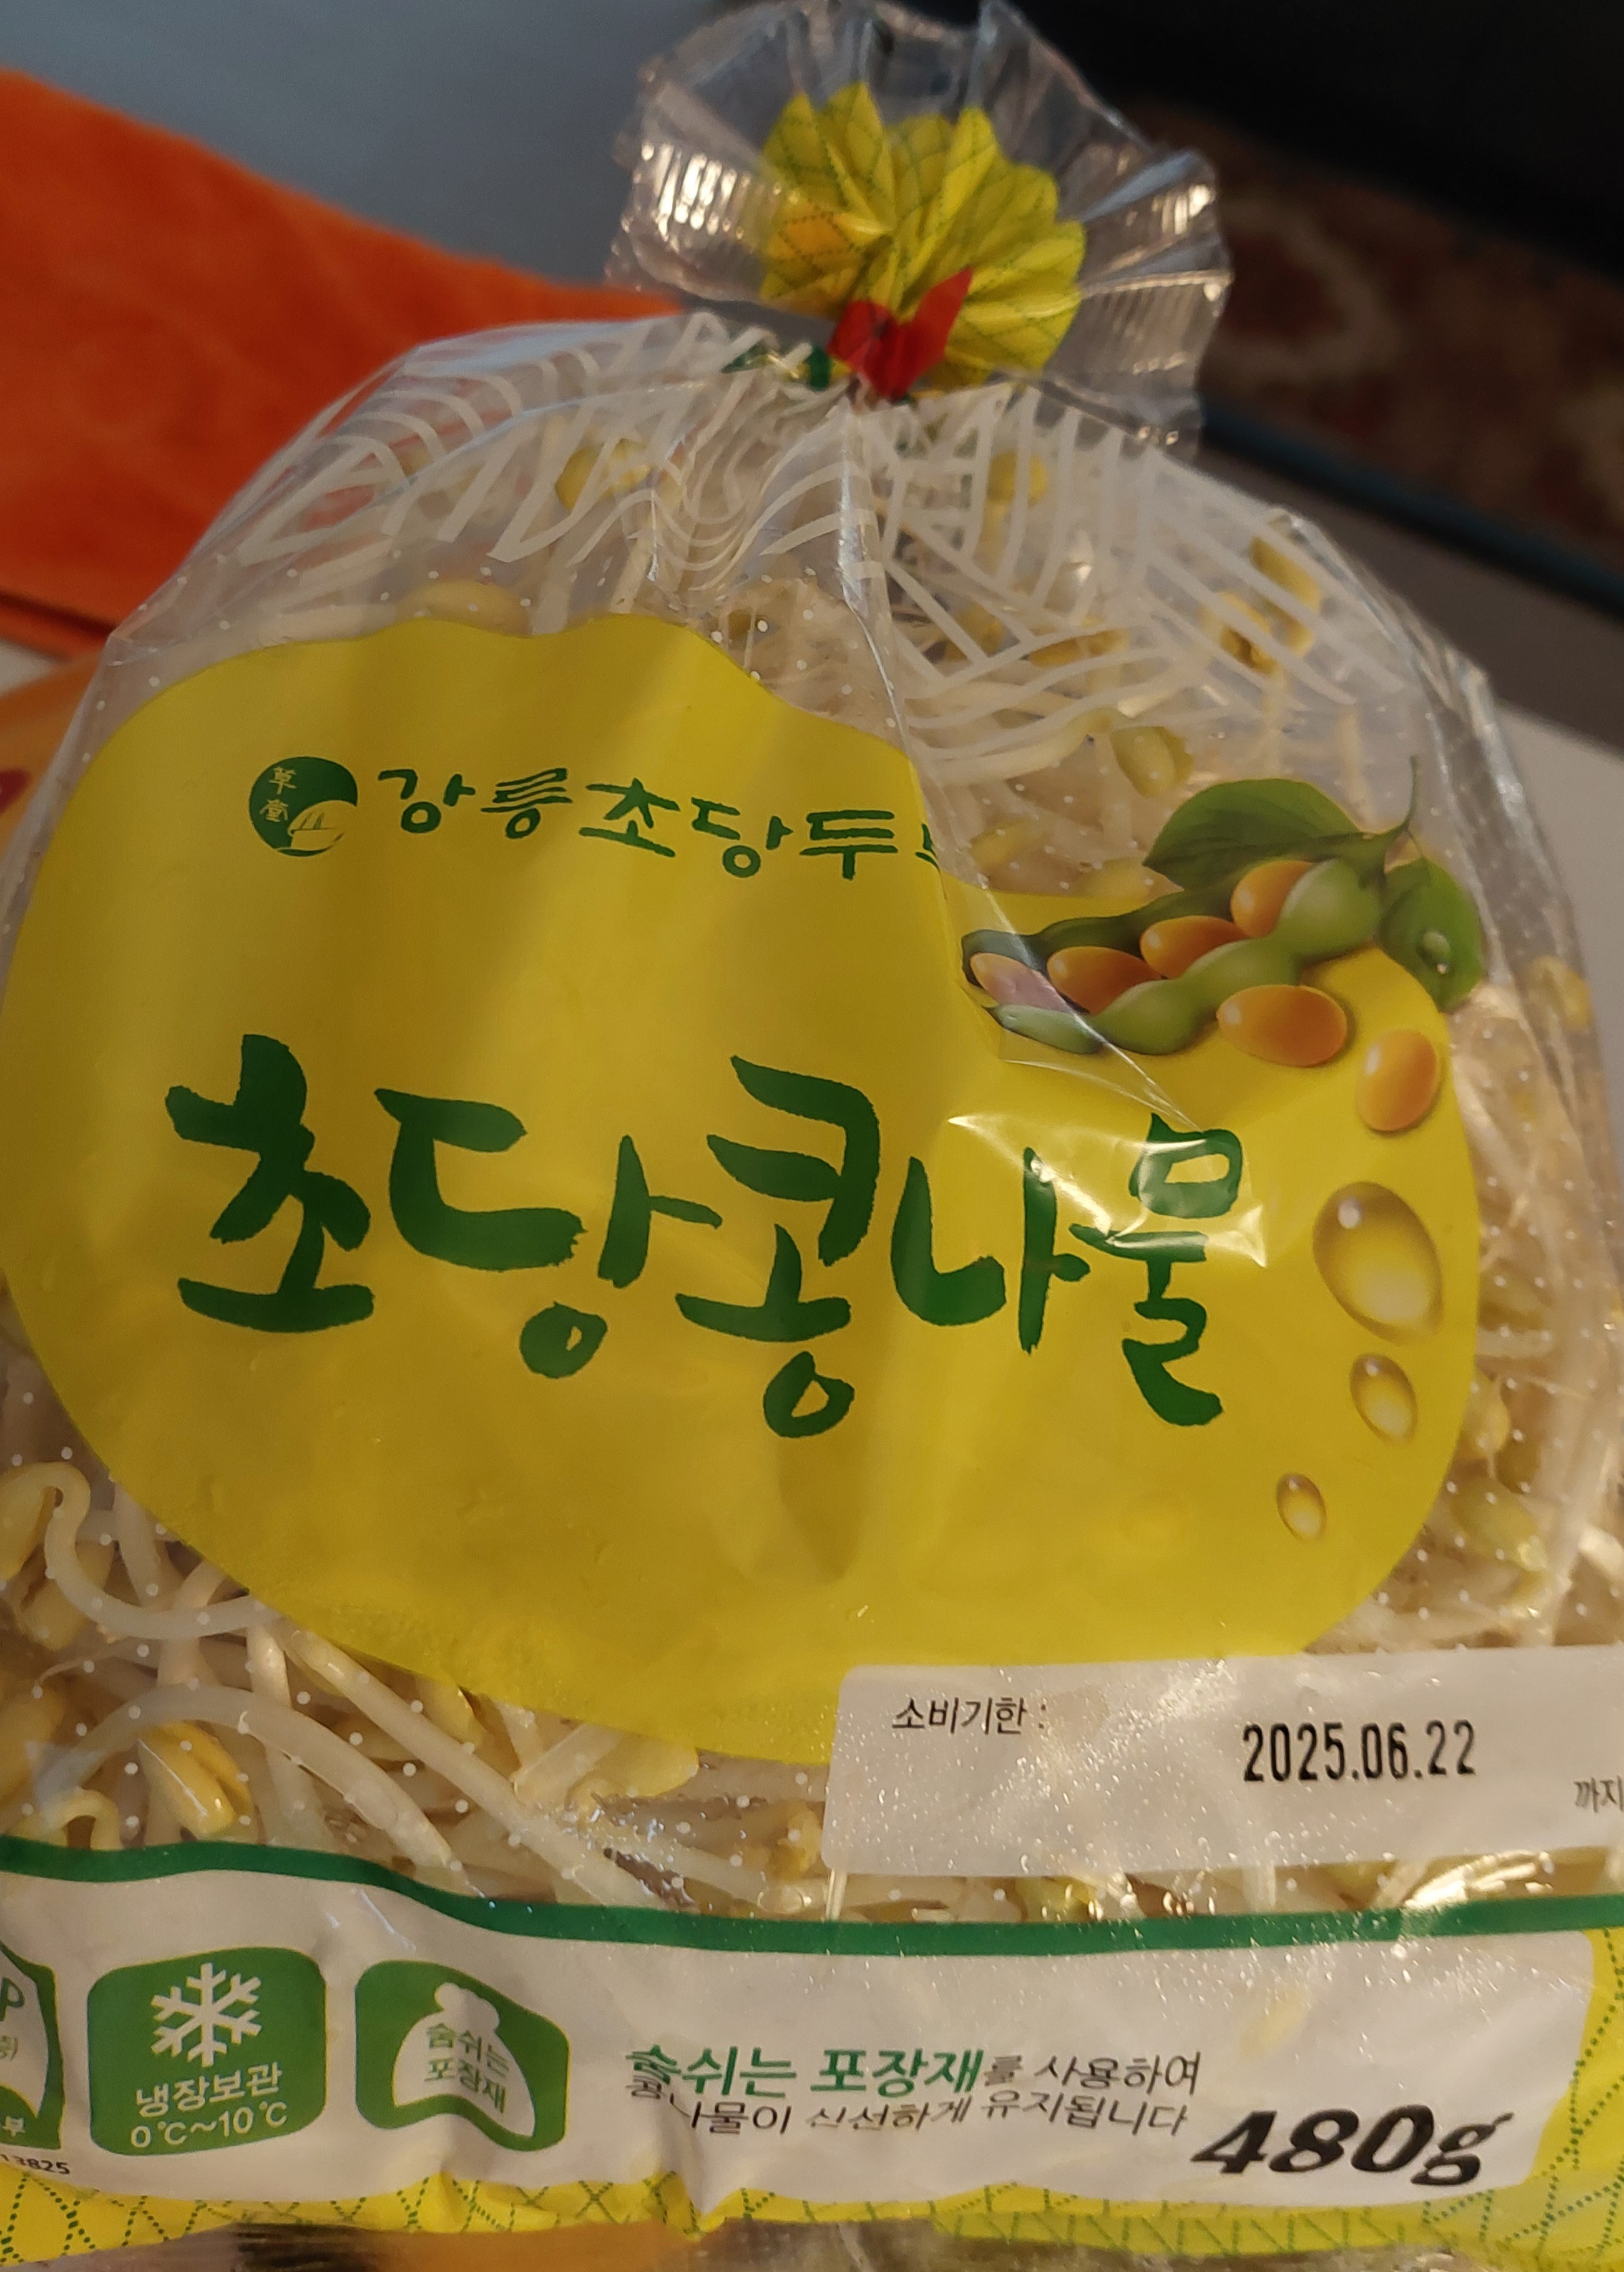 草堂
강릉초당두
초당콩나물
소비기한 :
2025.06.22
까지
냉장보관
0℃~10℃
숨쉬는
포장재
숨쉬는 포장재를 사용하여
콩나물이 신선하게 유지됩니다
480g
부
13825